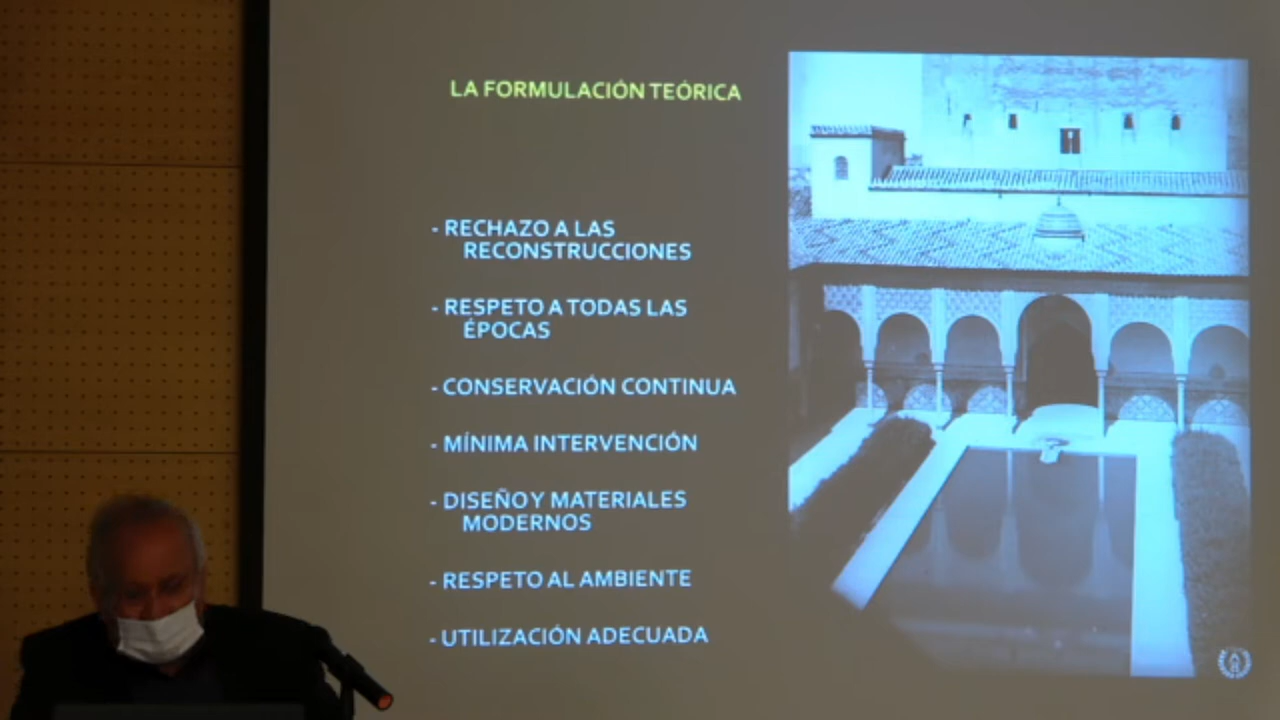 LA FORMULACIÓN TEÓRICA
- RECHAZO A LAS
RECONSTRUCCIONES
- RESPETO A TODAS LAS
ÉPOCAS
- CONSERVACIÓN CONTINUA
- MÍNIMA INTERVENCIÓN
- DISEÑO Y MATERIALES
MODERNOS
- RESPETO AL AMBIENTE
- UTILIZACIÓN ADECUADA